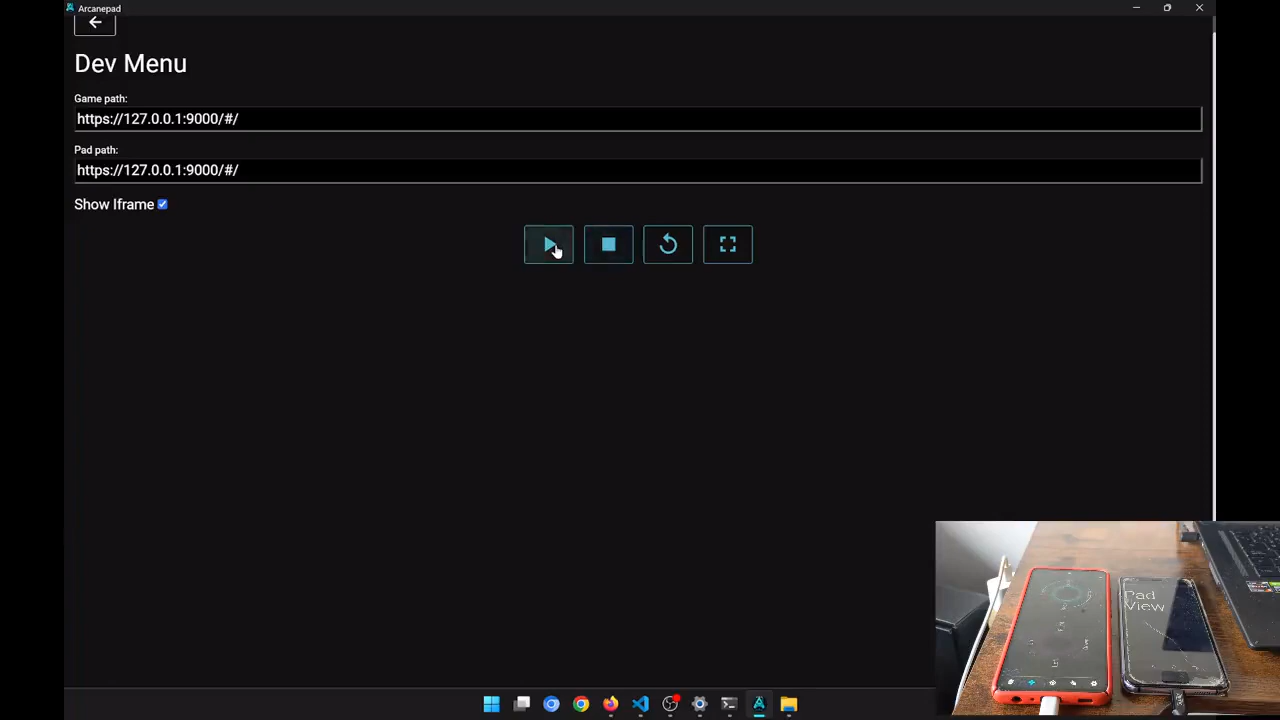 Arcanepad
Dev Menu
Game path:
https://127.0.0.1:9000/#/
Pad path:
https://127.0.0.1:9000/#/
Show Iframe
Pad
View